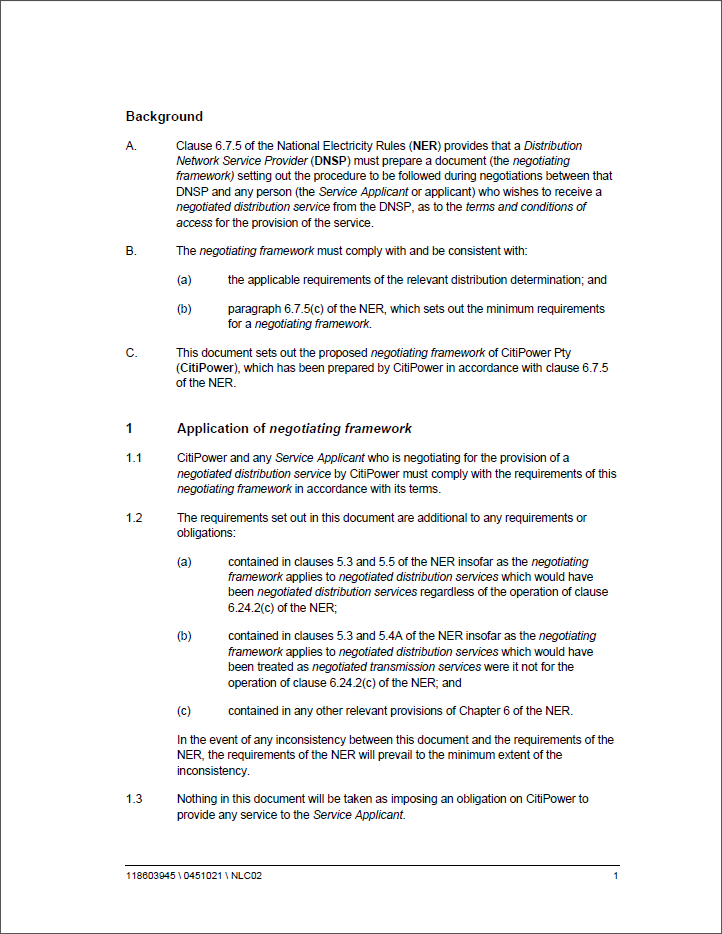 Background
A. Clause 6.7.5 of the National Electricity Rules (NER) provides that a Distribution
Network Service Provider (DNSP) must prepare a document (the negotiating
framework) setting out the procedure to be followed during negotiations between that
DNSP and any person (the Service Applicant or applicant) who wishes to receive a
negotiated distribution service from the DNSP, as to the terms and conditions of
access for the provision of the service.
B. The negotiating framework must comply with and be consistent with:
(a) the applicable requirements of the relevant distribution determination; and
(b) paragraph 6.7.5(c) of the NER, which sets out the minimum requirements
for a negotiating framework.
C. This document sets out the proposed negotiating framework of CitiPower Pty
(CitiPower), which has been prepared by CitiPower in accordance with clause 6.7.5
of the NER.
1 Application of negotiating framework
1.1 CitiPower and any Service Applicant who is negotiating for the provision of a
negotiated distribution service by CitiPower must comply with the requirements of this
negotiating framework in accordance with its terms.
1.2 The requirements set out in this document are additional to any requirements or
obligations:
(a) contained in clauses 5.3 and 5.5 of the NER insofar as the negotiating
framework applies to negotiated distribution services which would have
been negotiated distribution services regardless of the operation of clause
6.24.2(c) of the NER;
(b) contained in clauses 5.3 and 5.4A of the NER insofar as the negotiating
framework applies to negotiated distribution services which would have
been treated as negotiated transmission services were it not for the
operation of clause 6.24.2(c) of the NER; and
(c) contained in any other relevant provisions of Chapter 6 of the NER.
In the event of any inconsistency between this document and the requirements of the
NER, the requirements of the NER will prevail to the minimum extent of the
inconsistency.
1.3 Nothing in this document will be taken as imposing an obligation on CitiPower to
provide any service to the Service Applicant.
118603945 \ 0451021 \ NLC02 1